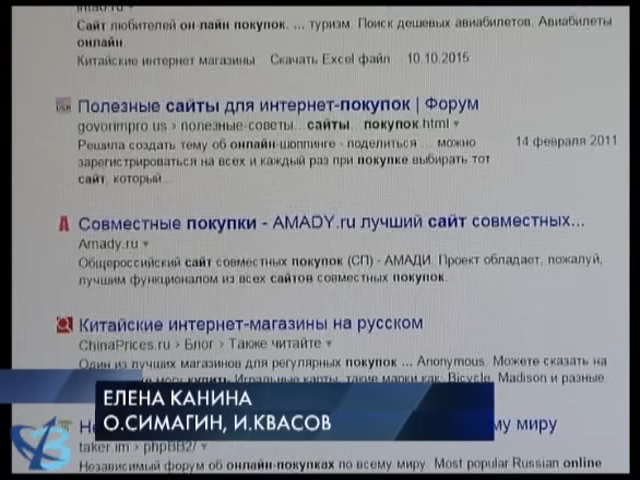 Сайт любителей он-лайн покупок. ... туризм. Поиск дешевых авиабилетов. Авиабилеты
онлайн.
Китайские интернет магазины Скачать Excel файл 10.10.2015
Полезные сайты для интернет-покупок | Форум
govorimpro.us › полезные-советы... сайты... покупок.html
Решила создать тему об онлайн-шоппинге - поделиться ... можно 14 февраля 2011
зарегистрироваться на всех и каждый раз при покупке выбирать тот
сайт, который...
Совместные покупки - AMADY.ru лучший сайт совместных...
Amady.ru
Общероссийский сайт совместных покупок (СП) - АМАДИ. Проект обладает, пожалуй,
лучшим функционалом из всех сайтов совместных покупок.
Китайские интернет-магазины на русском
ChinaPrices.ru › Блог › Также читайте
Один из лучших магазинов для регулярных покупок ... Anonymous. Можете сказать на
купить Игральные карты, такие марки как: Bicycle, Madison и разные
ЕЛЕНА КАНИНА
О.СИМАГИН, И.КВАСОВ
му миру
taker.im › phpBB2/
Независимый форум об онлайн-покупках по всему миру. Most popular Russian online